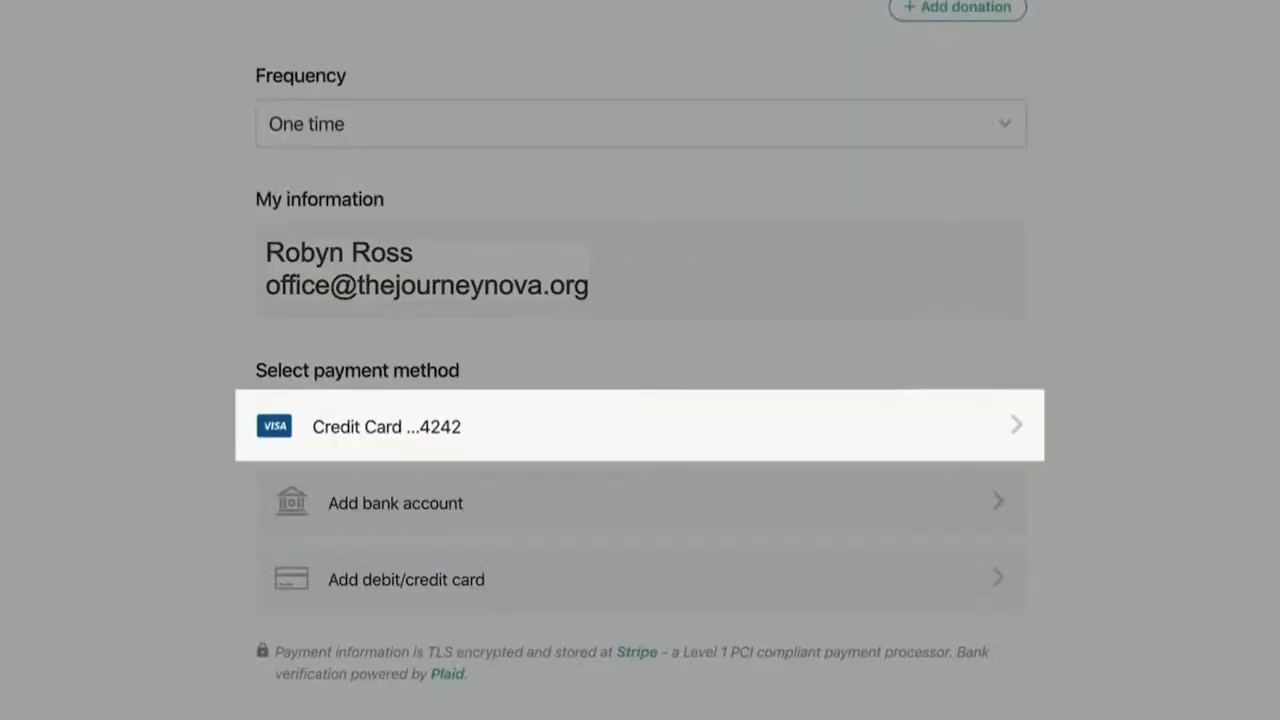 + Add donation
Frequency
One time
My information
Robyn Ross
office@thejourneynova.org
Select payment method
VISA Credit Card ...4242
Add bank account
Add debit/credit card
Payment information is TLS encrypted and stored at Stripe - a Level 1 PCI compliant payment processor. Bank
verification powered by Plaid.